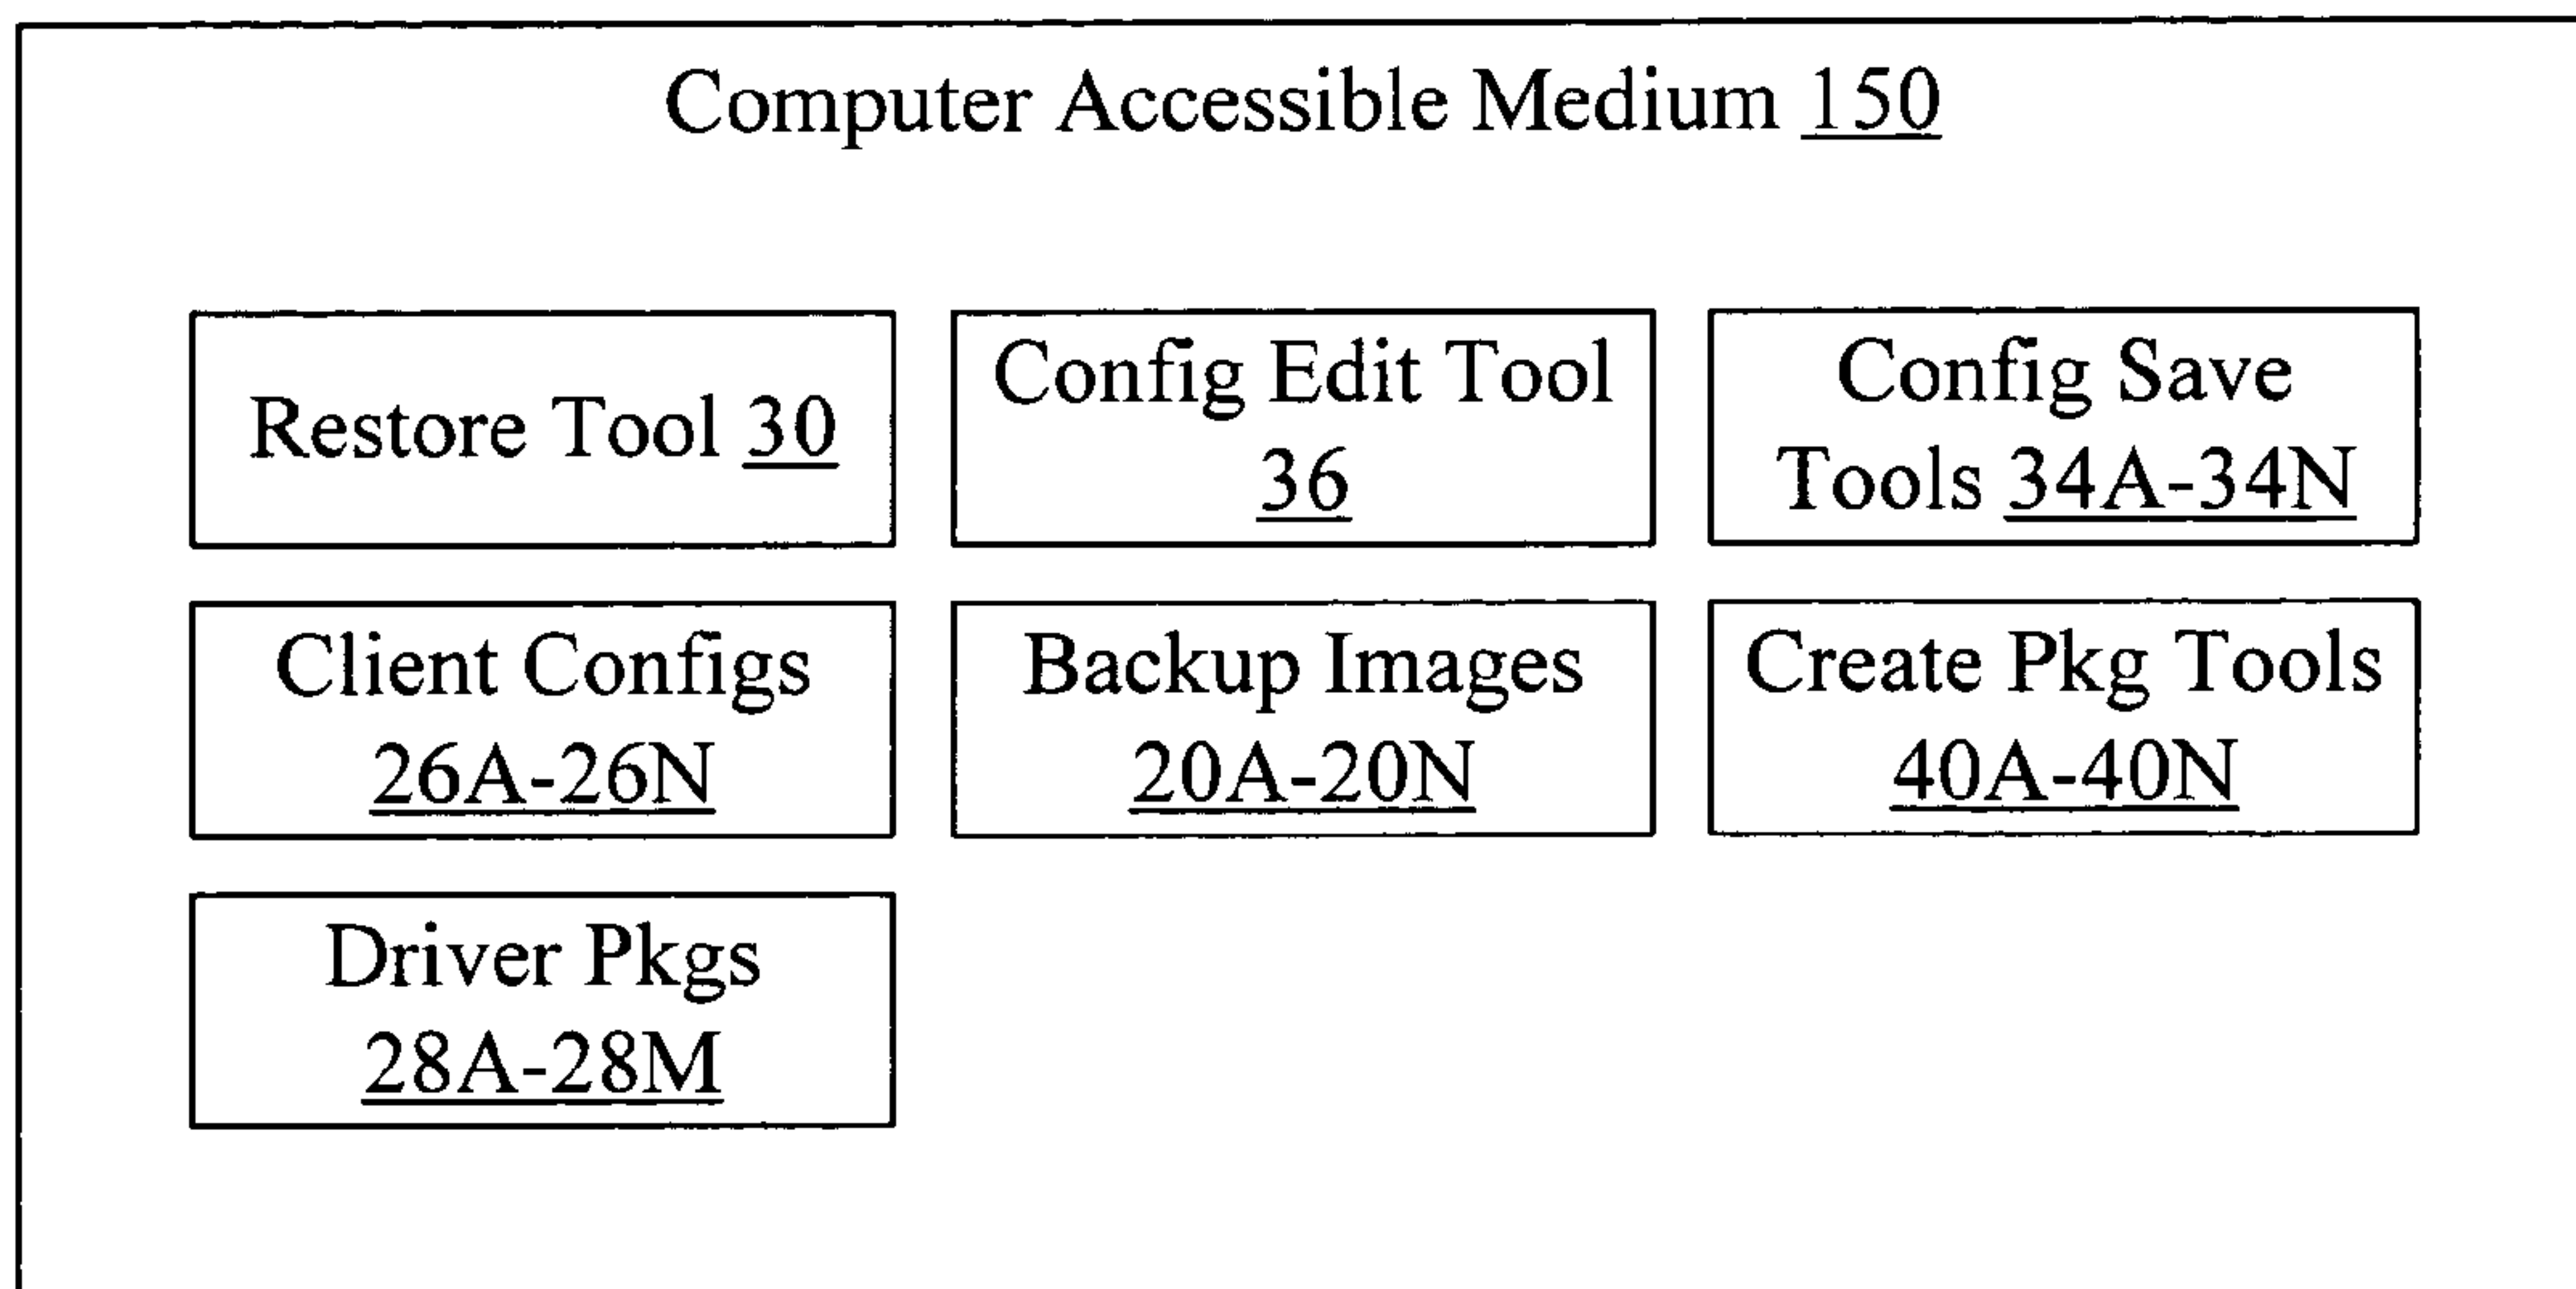 Computer Accessible Medium 150
Restore Tool 30
Config Edit Tool
36
Config Save
Tools 34A-34N
Client Configs
26A-26N
Backup Images
20A-20N
Create Pkg Tools
40A-40N
Driver Pkgs
28A-28M